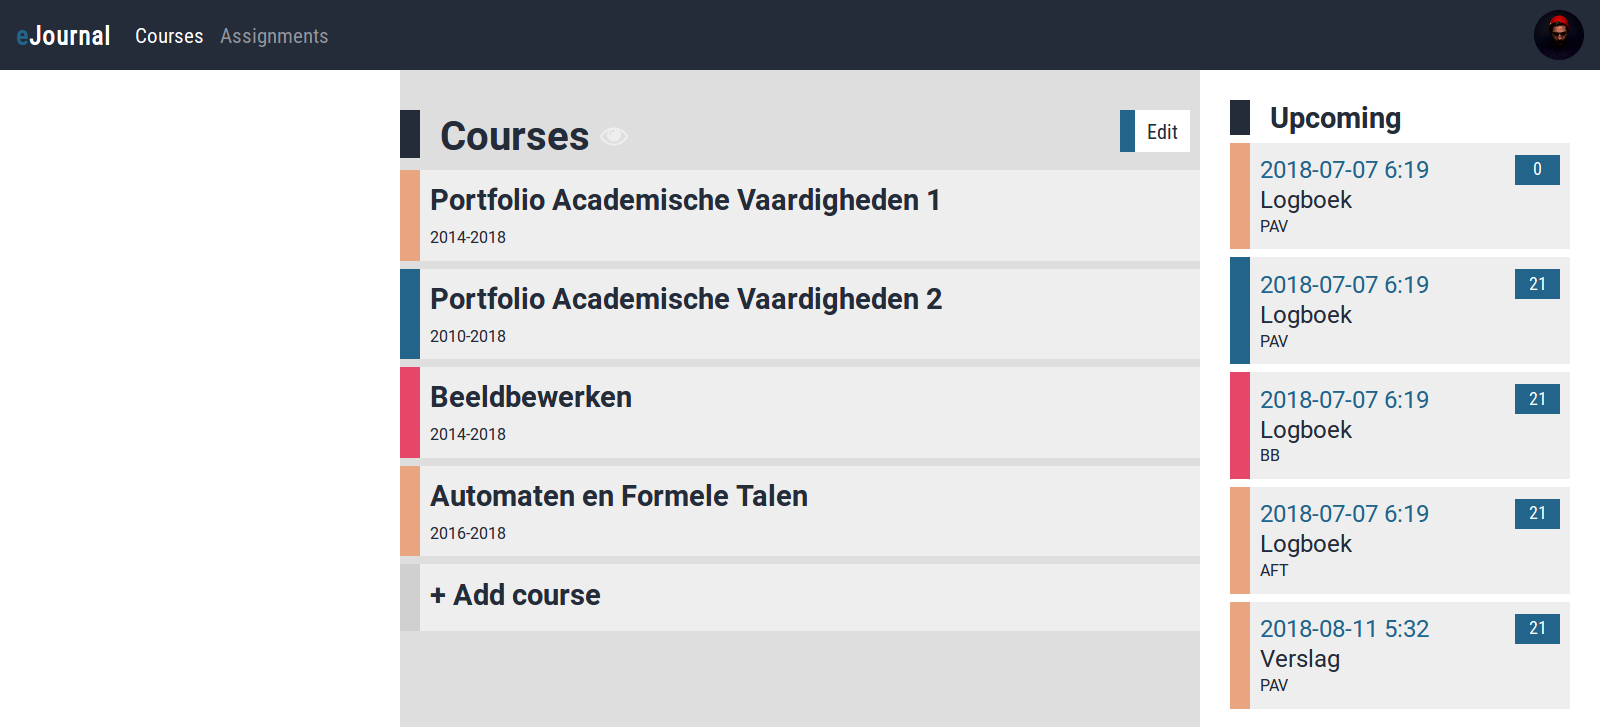 eJournal Courses Assignments
Courses
Edit
Portfolio Academische Vaardigheden 1
2014-2018
Portfolio Academische Vaardigheden 2
2010-2018
Beeldbewerken
2014-2018
Automaten en Formele Talen
2016-2018
+ Add course
Upcoming
2018-07-07 6:19 0
Logboek
PAV
2018-07-07 6:19 21
Logboek
PAV
2018-07-07 6:19 21
Logboek
BB
2018-07-07 6:19 21
Logboek
AFT
2018-08-11 5:32 21
Verslag
PAV